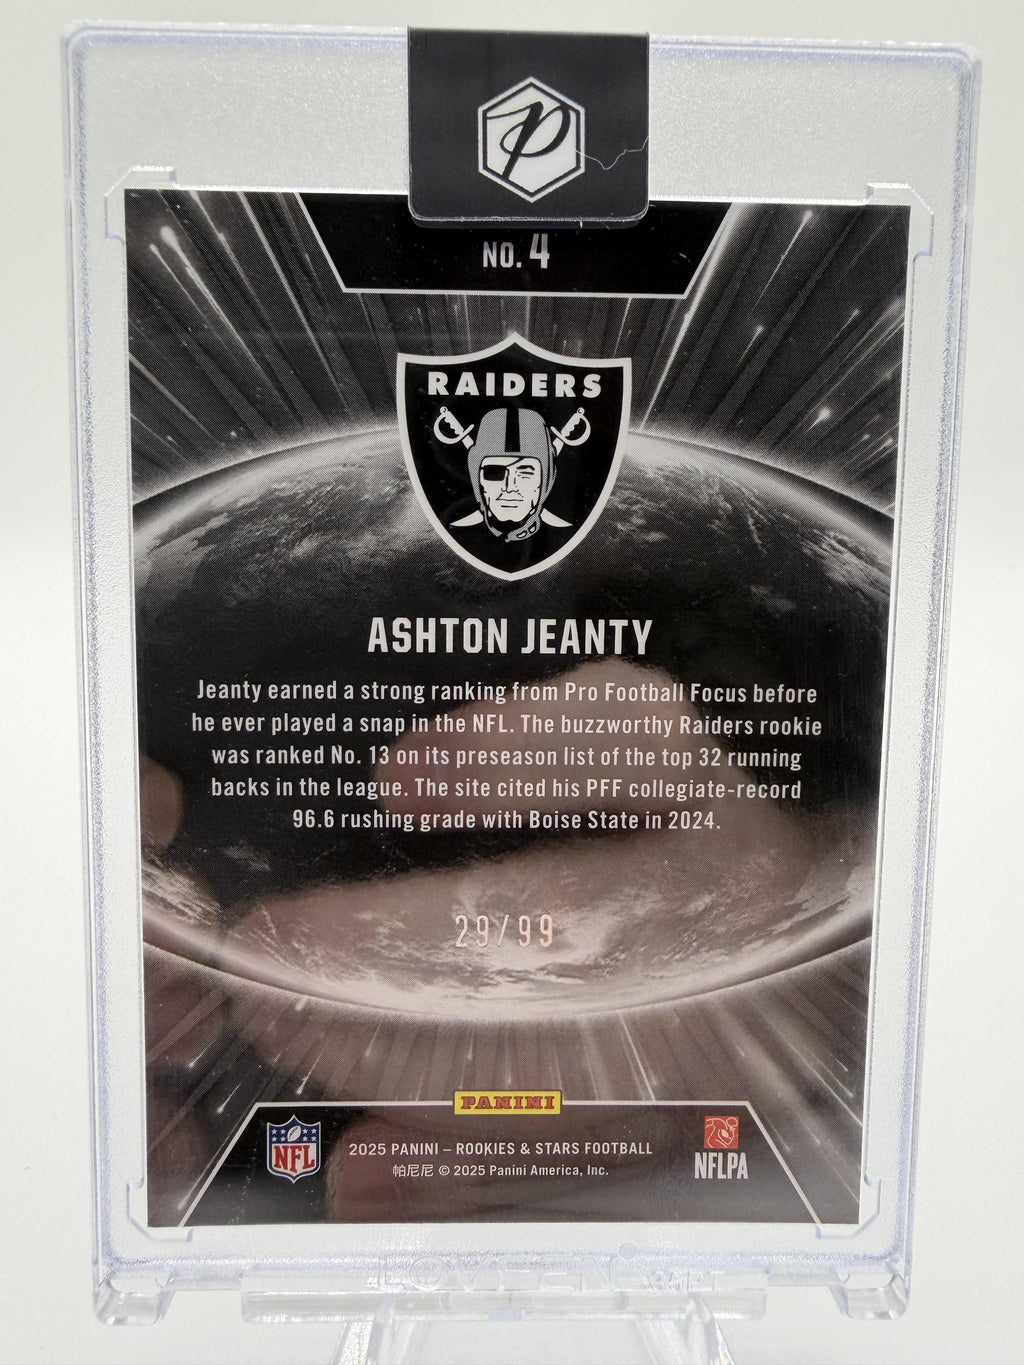 P
NO. 4
RAIDERS
ASHTON JEANTY
Jeanty earned a strong ranking from Pro Football Focus before
he ever played a snap in the NFL. The buzzworthy Raiders rookie
was ranked No. 13 on its preseason list of the top 32 running
backs in the league. The site cited his PFF collegiate-record
96.6 rushing grade with Boise State in 2024.
29/99
PANINI
NFL
2025 PANINI – ROOKIES & STARS FOOTBALL
帕尼尼 © 2025 Panini America, Inc.
NFLPA